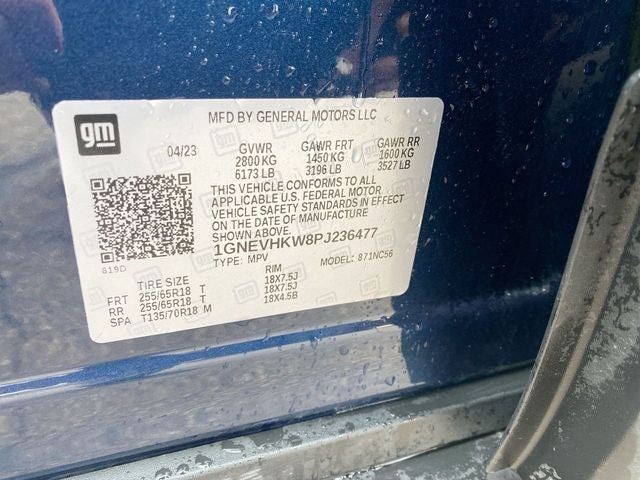 gm
MFD BY GENERAL MOTORS LLC
04/23 GVWR GAWR FRT GAWR RR
2800 KG 1450 KG 1600 KG
6173 LB 3196 LB 3527 LB
THIS VEHICLE CONFORMS TO ALL
APPLICABLE U.S. FEDERAL MOTOR
VEHICLE SAFETY STANDARDS IN EFFECT
ON THE DATE OF MANUFACTURE
SHOWN ABOVE.
1GNEVHKW8PJ236477
819D TYPE: MPV MODEL: 871NC56
TIRE SIZE RIM
FRT 255/65R18 T 18X7.5J
RR 255/65R18 T 18X7.5J
SPA T135/70R18 M 18X4.5B